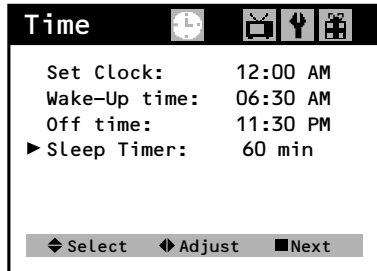 Time
Set Clock: 12:00 AM
Wake-Up time: 06:30 AM
Off time: 11:30 PM
Sleep Timer: 60 min
Select Adjust Next